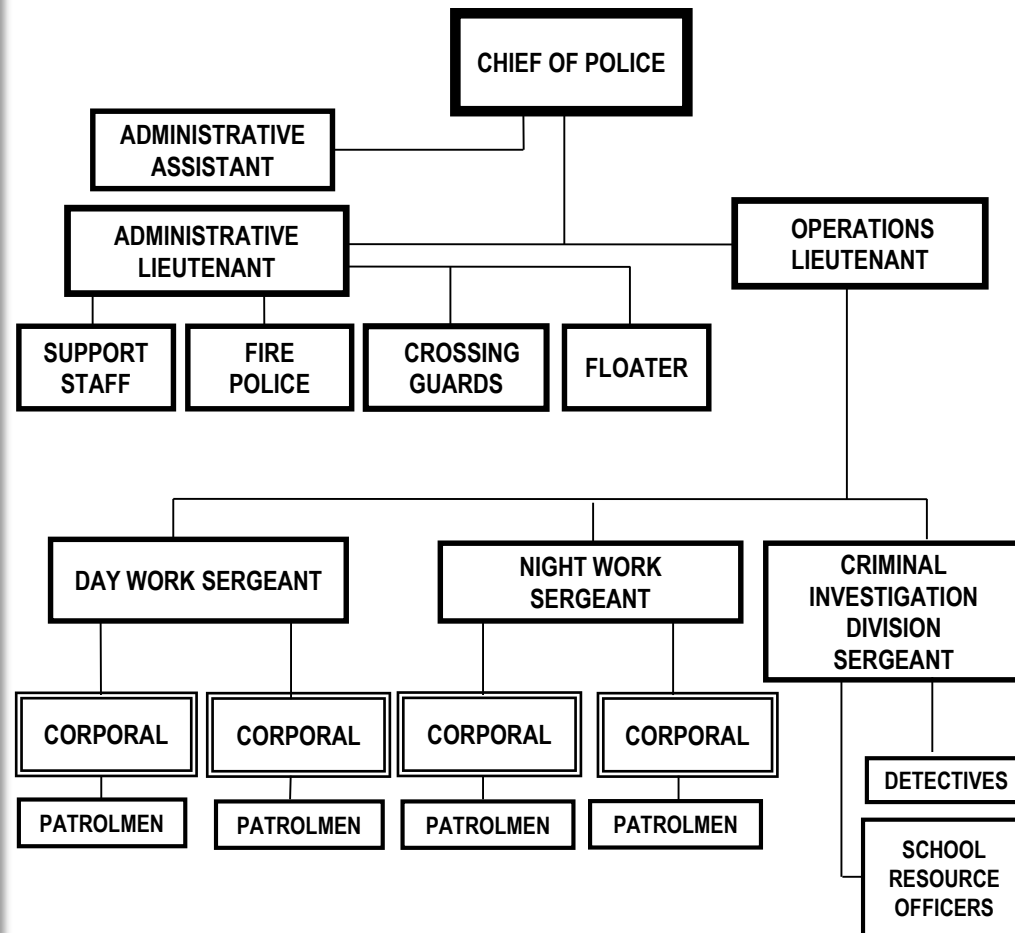 CHIEF OF POLICE
ADMINISTRATIVE
ASSISTANT
ADMINISTRATIVE
LIEUTENANT
OPERATIONS
LIEUTENANT
SUPPORT
STAFF
FIRE
POLICE
CROSSING
GUARDS
FLOATER
DAY WORK SERGEANT
NIGHT WORK
SERGEANT
CRIMINAL
INVESTIGATION
DIVISION
SERGEANT
CORPORAL
CORPORAL
CORPORAL
CORPORAL
PATROLMEN
PATROLMEN
PATROLMEN
PATROLMEN
DETECTIVES
SCHOOL
RESOURCE
OFFICERS